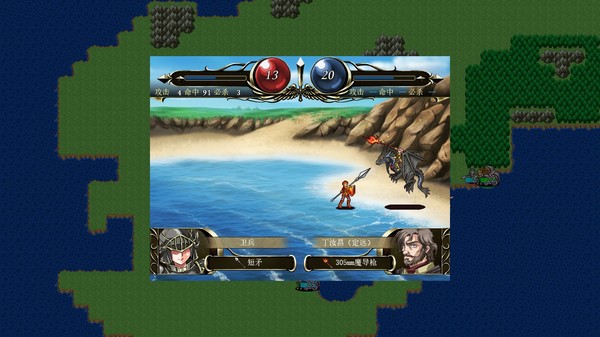 13
20
攻击 4 命中 91 必杀 3
攻击 — 命中 — 必杀 —
卫兵
丁汝昌（定远）
短矛
305mm魔导枪